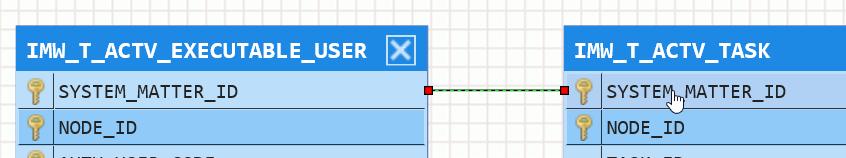 IMW_T_ACTV_EXECUTABLE_USER
SYSTEM_MATTER_ID
NODE_ID
IMW_T_ACTV_TASK
SYSTEM_MATTER_ID
NODE_ID